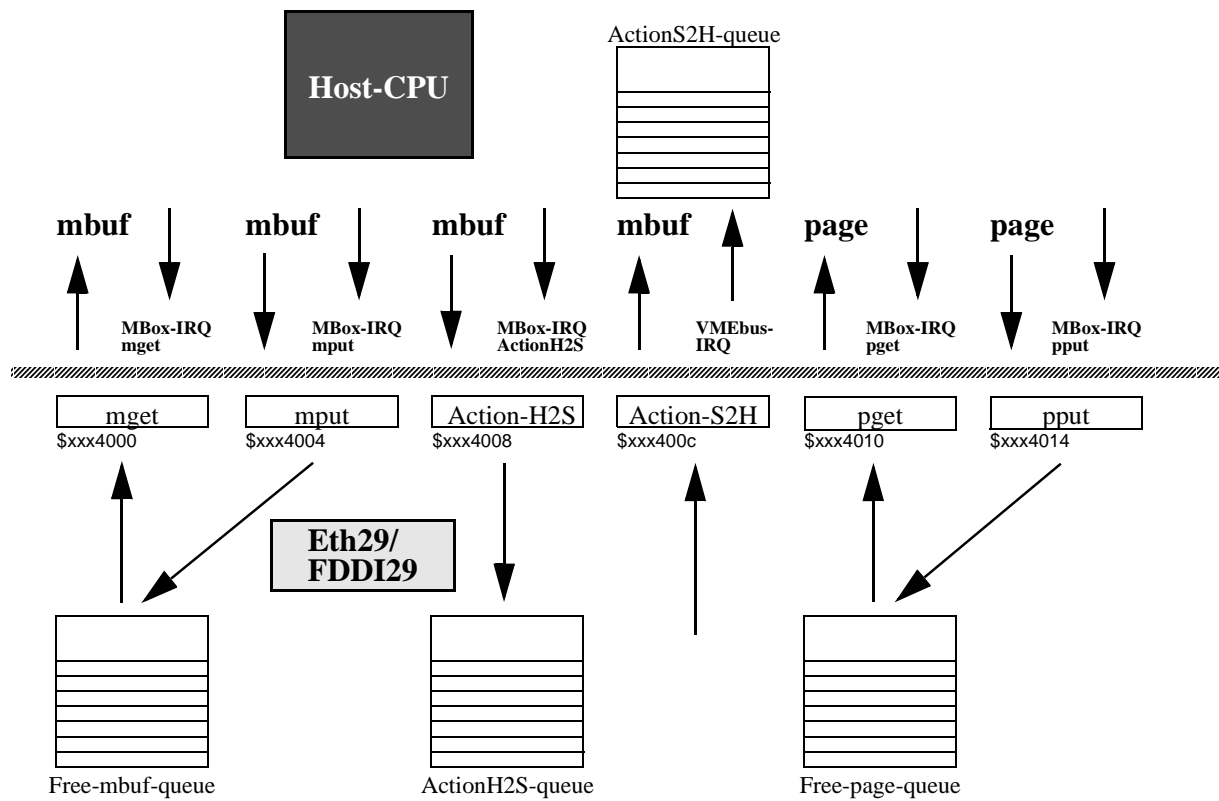 ActionS2H-queue
Host-CPU
mbuf
mbuf
mbuf
mbuf
page
page
MBox-IRQ
mget
MBox-IRQ
mput
MBox-IRQ
ActionH2S
VMEbus-
IRQ
MBox-IRQ
pget
MBox-IRQ
pput
mget
mput
Action-H2S
Action-S2H
pget
pput
$xxx4000
$xxx4004
$xxx4008
$xxx400c
$xxx4010
$xxx4014
Eth29/
FDDI29
Free-mbuf-queue
ActionH2S-queue
Free-page-queue